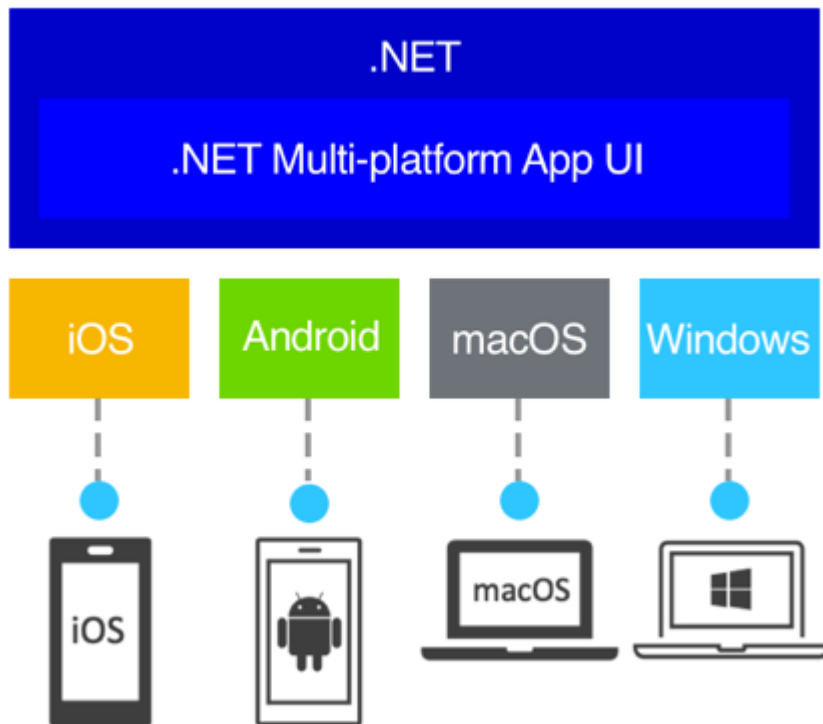 .NET
.NET Multi-platform App UI
iOS
Android
macOS
Windows
iOS
macOS